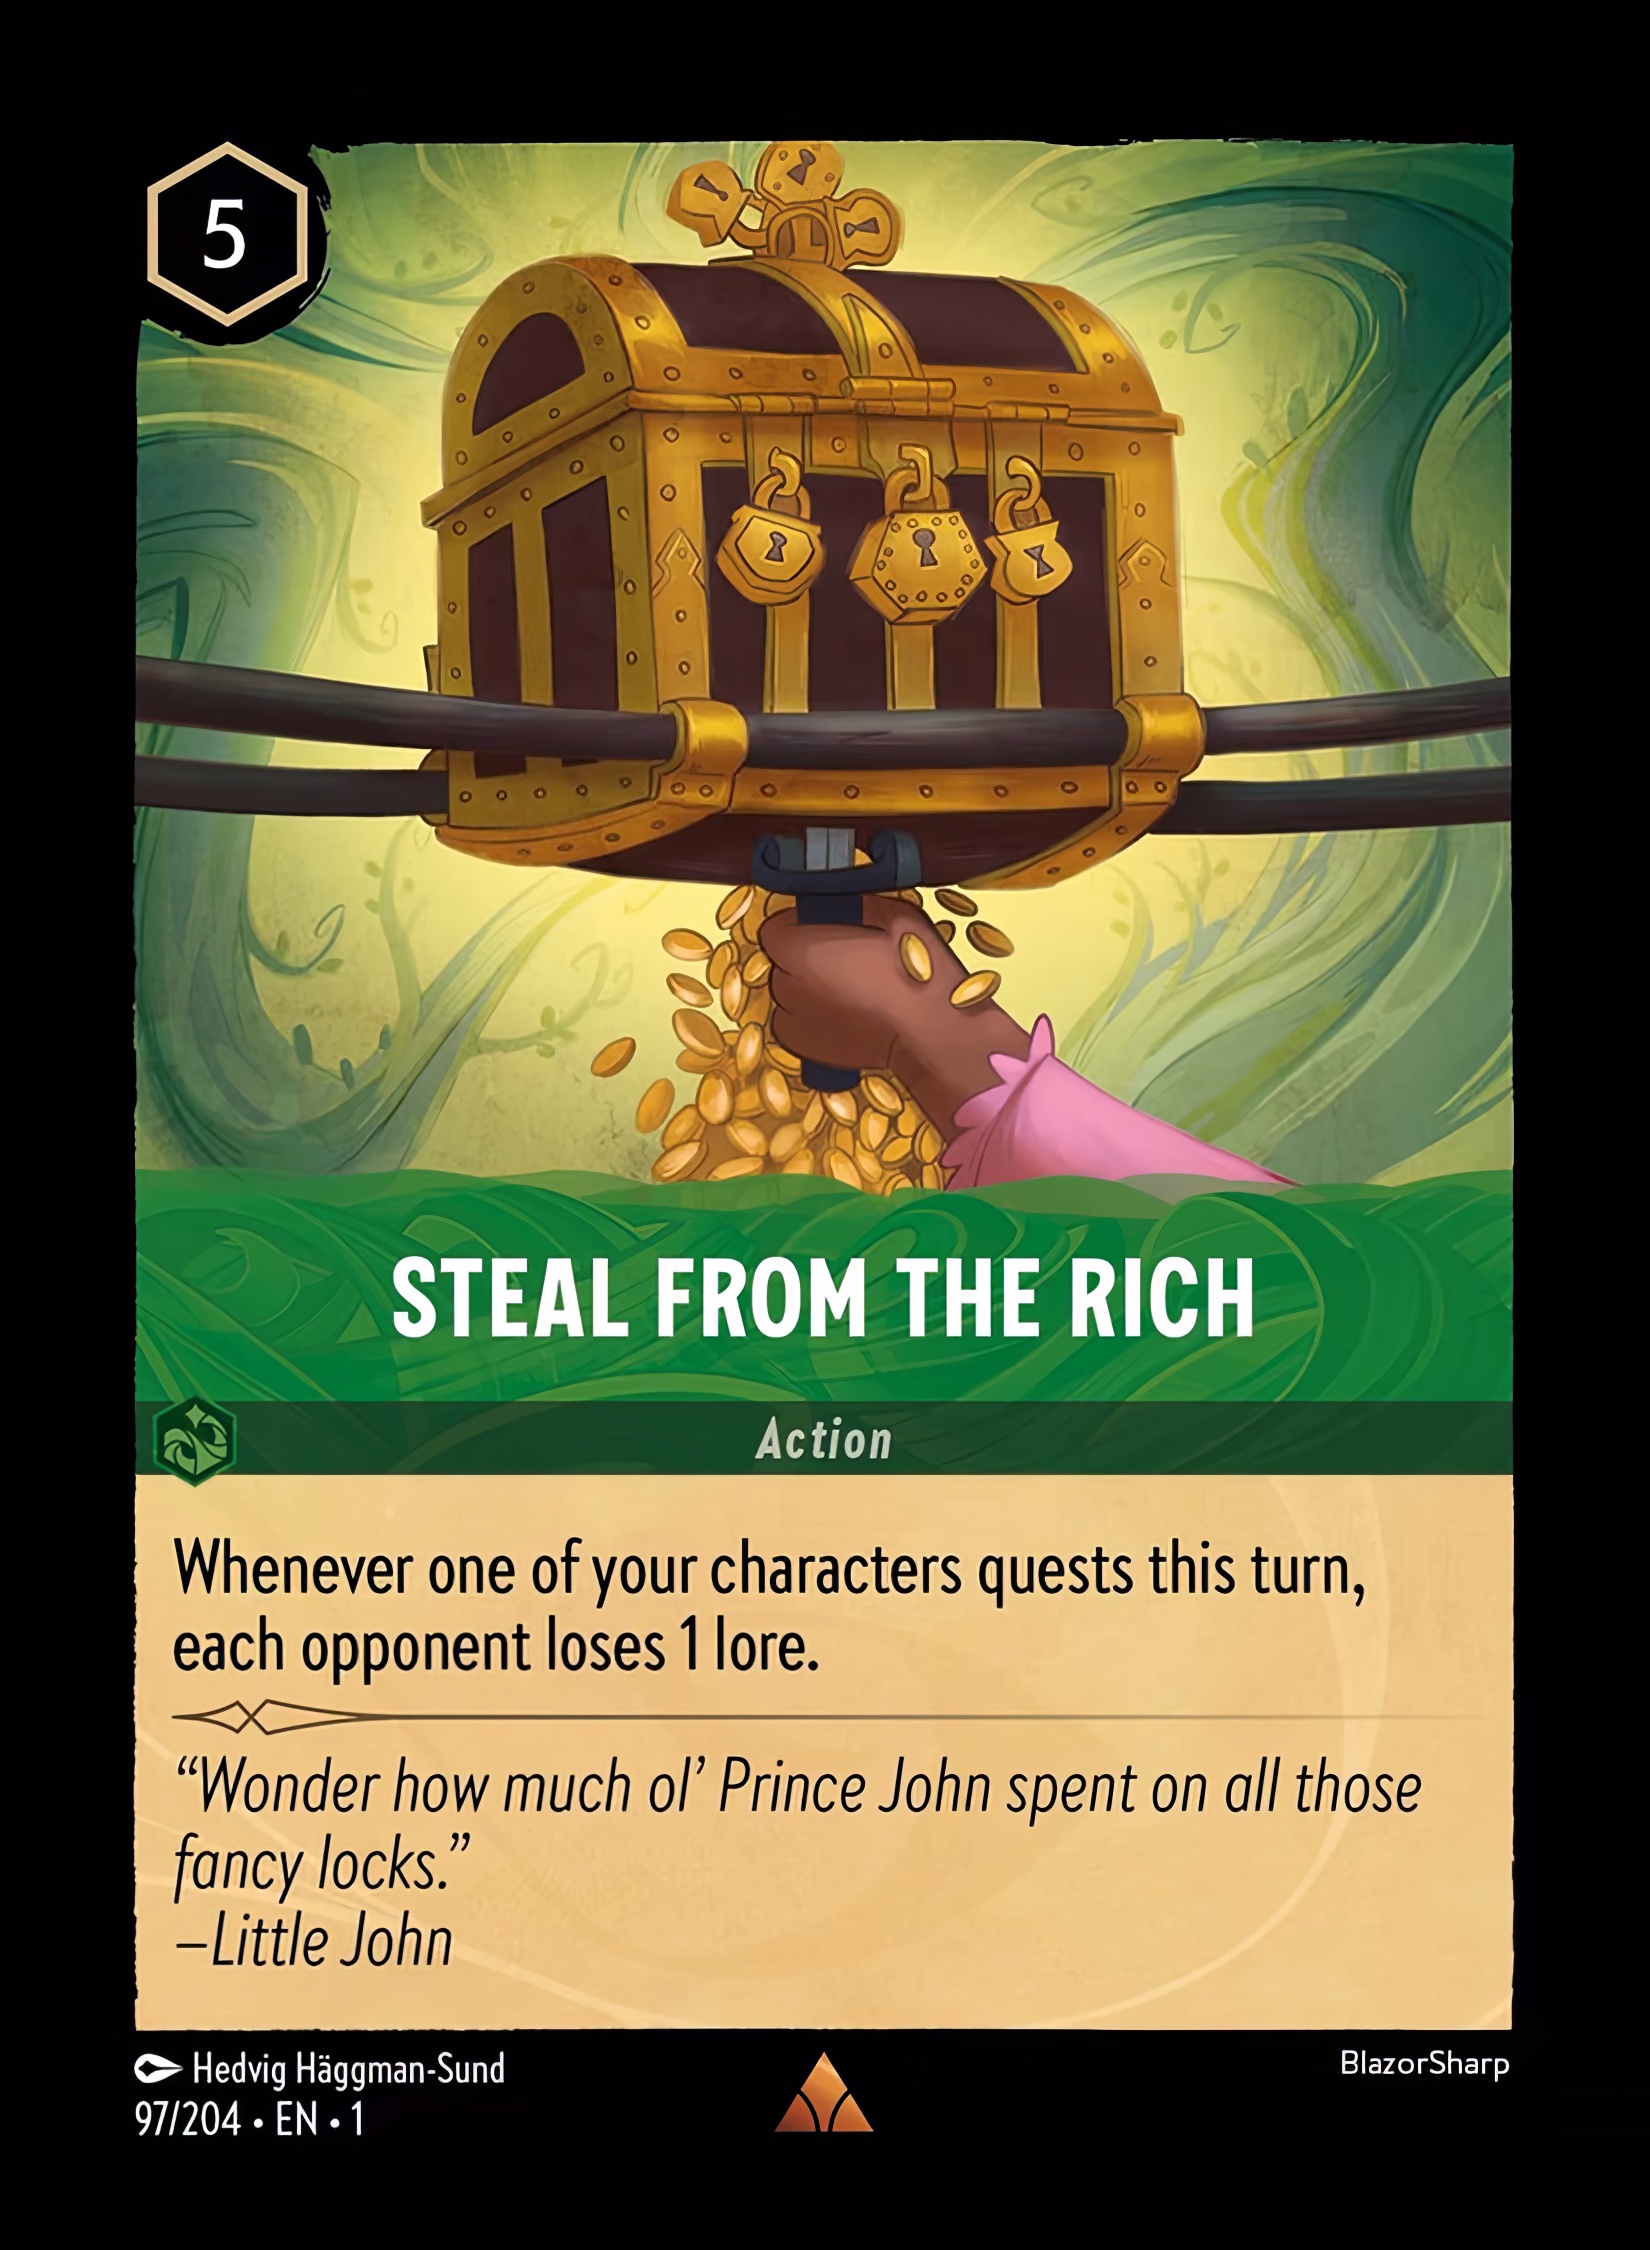 5
STEAL FROM THE RICH
Action
Whenever one of your characters quests this turn,
each opponent loses 1 lore.
“Wonder how much ol’ Prince John spent on all those
fancy locks.”
–Little John
Hedvig Häggman-Sund
BlazorSharp
97/204 • EN • 1